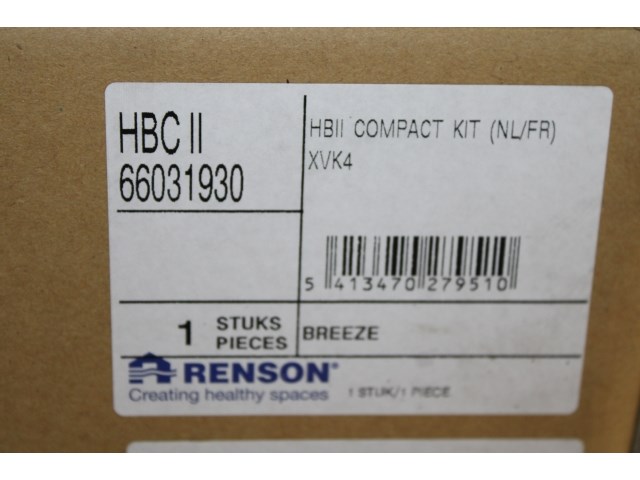 HBC II
66031930
HBII COMPACT KIT (NL/FR)
XVK4
5 413470 279510
1 STUKS
PIECES
BREEZE
RENSON®
Creating healthy spaces
1 STUK/1 PIECE